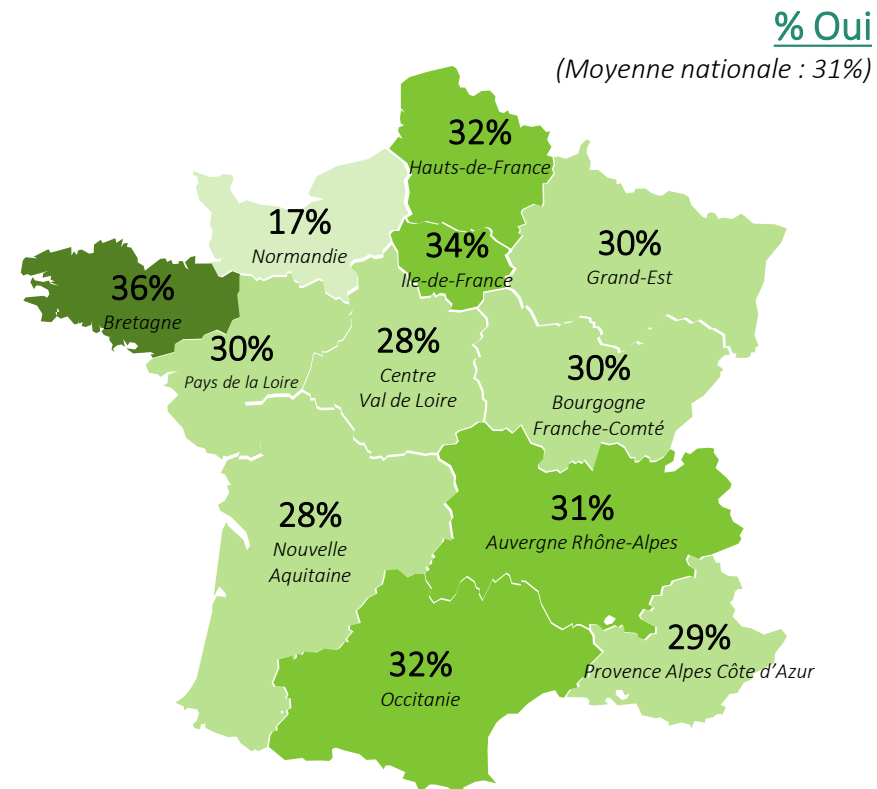 % Oui
(Moyenne nationale : 31%)
32%
Hauts-de-France
17%
Normandie
34%
Ile-de-France
30%
Grand-Est
36%
Bretagne
30%
Pays de la Loire
28%
Centre
Val de Loire
30%
Bourgogne
Franche-Comté
28%
Nouvelle
Aquitaine
31%
Auvergne Rhône-Alpes
32%
Occitanie
29%
Provence Alpes Côte d’Azur